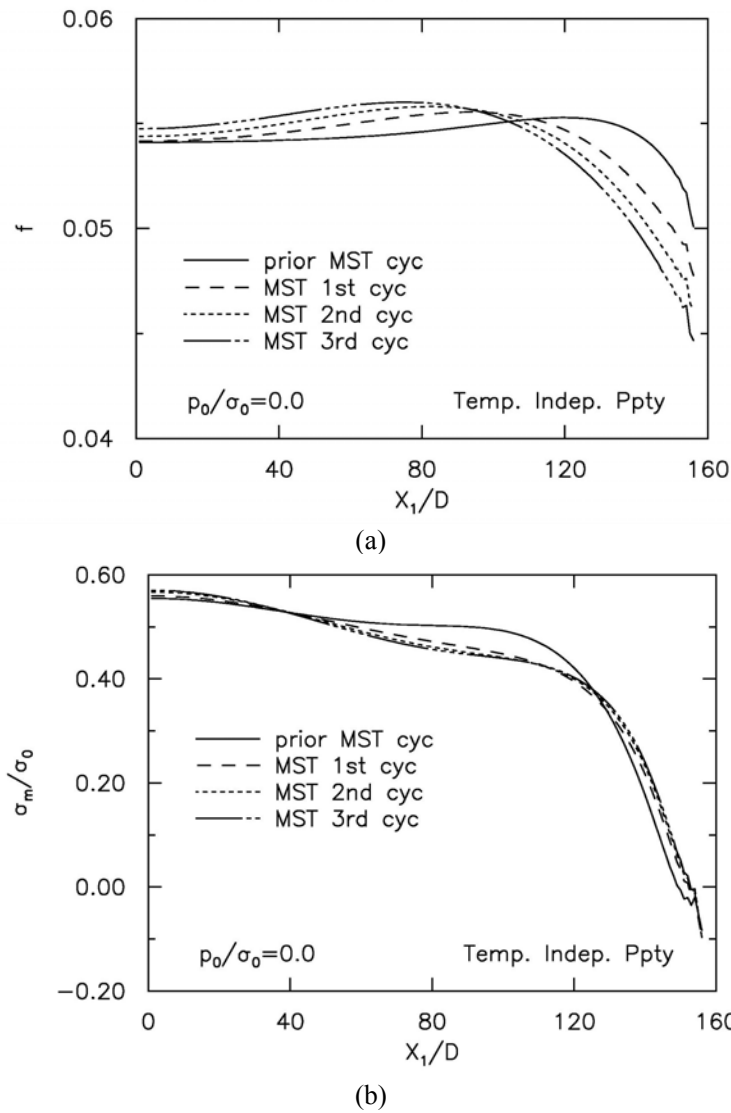 0.06
0.05
0.04
f
prior MST cyc
MST 1st cyc
MST 2nd cyc
MST 3rd cyc
p₀/σ₀=0.0 Temp. Indep. Ppty
0 40 80 120 160
X₁/D
(a)
0.60
0.40
0.20
0.00
−0.20
σₘ/σ₀
prior MST cyc
MST 1st cyc
MST 2nd cyc
MST 3rd cyc
p₀/σ₀=0.0 Temp. Indep. Ppty
0 40 80 120 160
X₁/D
(b)